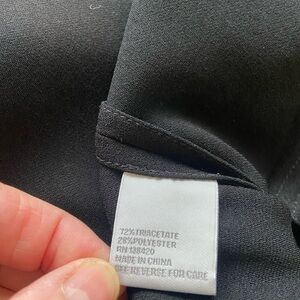 72%TRIACETATE
28%POLYESTER
RN 138420
MADE IN CHINA
SEE REVERSE FOR CARE